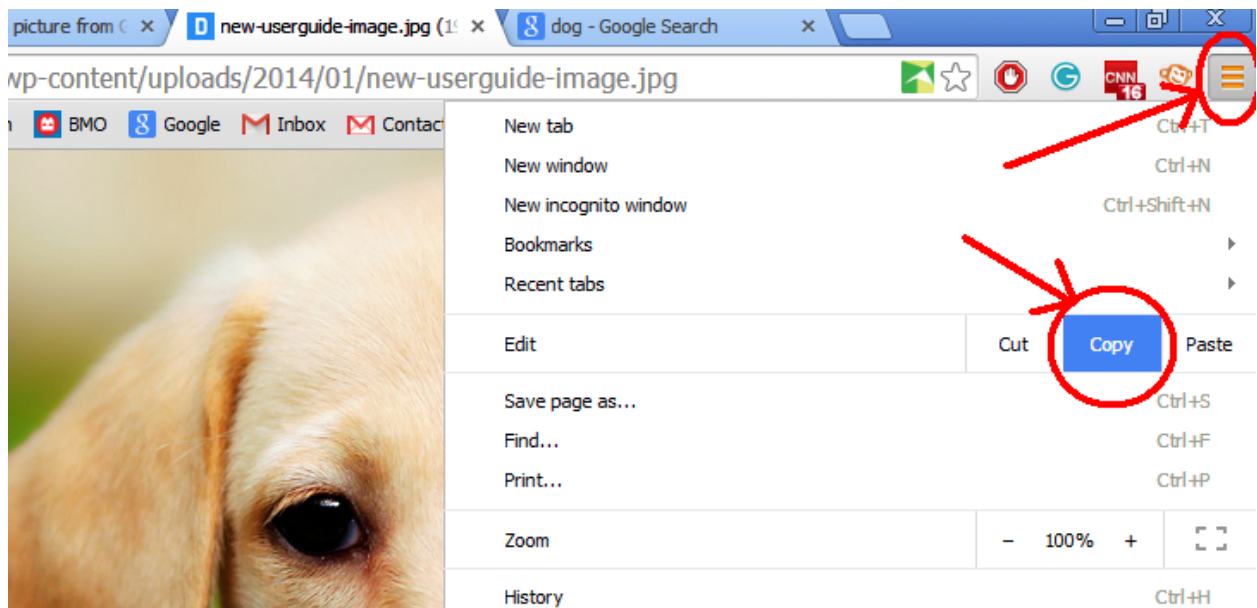 picture from new-userguide-image.jpg dog - Google Search
wp-content/uploads/2014/01/new-userguide-image.jpg
CNN
16
BMO Google Inbox Contac
New tab Ctrl+T
New window Ctrl+N
New incognito window Ctrl+Shift+N
Bookmarks
Recent tabs
Edit Cut Copy Paste
Save page as... Ctrl+S
Find... Ctrl+F
Print... Ctrl+P
Zoom − 100% +
History Ctrl+H